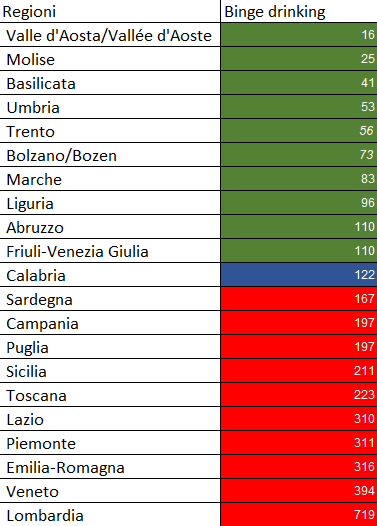 Regioni Binge drinking
Valle d'Aosta/Vallée d'Aoste 16
Molise 25
Basilicata 41
Umbria 53
Trento 56
Bolzano/Bozen 73
Marche 83
Liguria 96
Abruzzo 110
Friuli-Venezia Giulia 110
Calabria 122
Sardegna 167
Campania 197
Puglia 197
Sicilia 211
Toscana 223
Lazio 310
Piemonte 311
Emilia-Romagna 316
Veneto 394
Lombardia 719